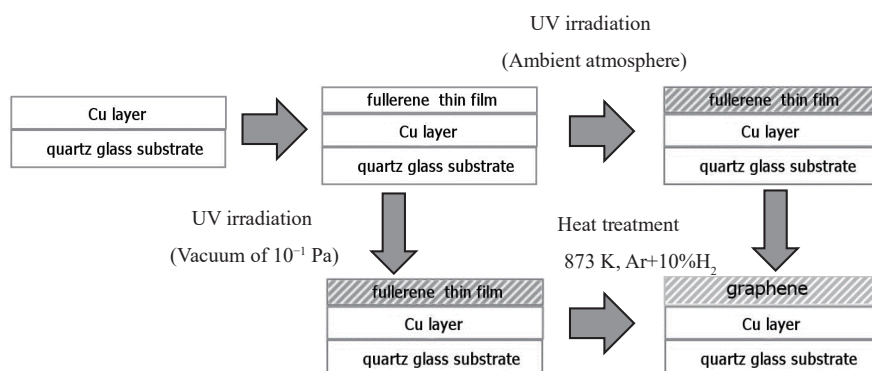 UV irradiation
(Ambient atmosphere)
Cu layer
quartz glass substrate
fullerene thin film
Cu layer
quartz glass substrate
fullerene thin film
Cu layer
quartz glass substrate
UV irradiation
(Vacuum of 10⁻¹ Pa)
Heat treatment
873 K, Ar+10%H₂
fullerene thin film
Cu layer
quartz glass substrate
graphene
Cu layer
quartz glass substrate